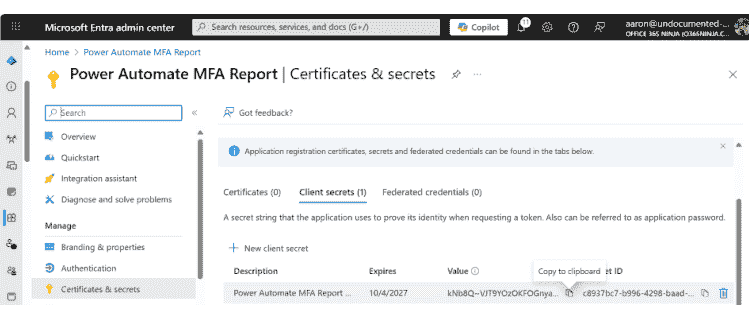 Microsoft Entra admin center
Search resources, services, and docs (G+/)
Copilot
11
aaron@undocumented-...
OFFICE 365 NINJA (O365NINJA.C...
Home > Power Automate MFA Report
Power Automate MFA Report | Certificates & secrets
Search
Got feedback?
Overview
Quickstart
Integration assistant
Diagnose and solve problems
Manage
Branding & properties
Authentication
Certificates & secrets
Application registration certificates, secrets and federated credentials can be found in the tabs below.
Certificates (0) Client secrets (1) Federated credentials (0)
A secret string that the application uses to prove its identity when requesting a token. Also can be referred to as application password.
New client secret
Description Expires Value Copy to clipboard et ID
Power Automate MFA Report ... 10/4/2027 kNb8Q~VJT9YOzOKFOGnya... c8937bc7-b996-4298-baad-...